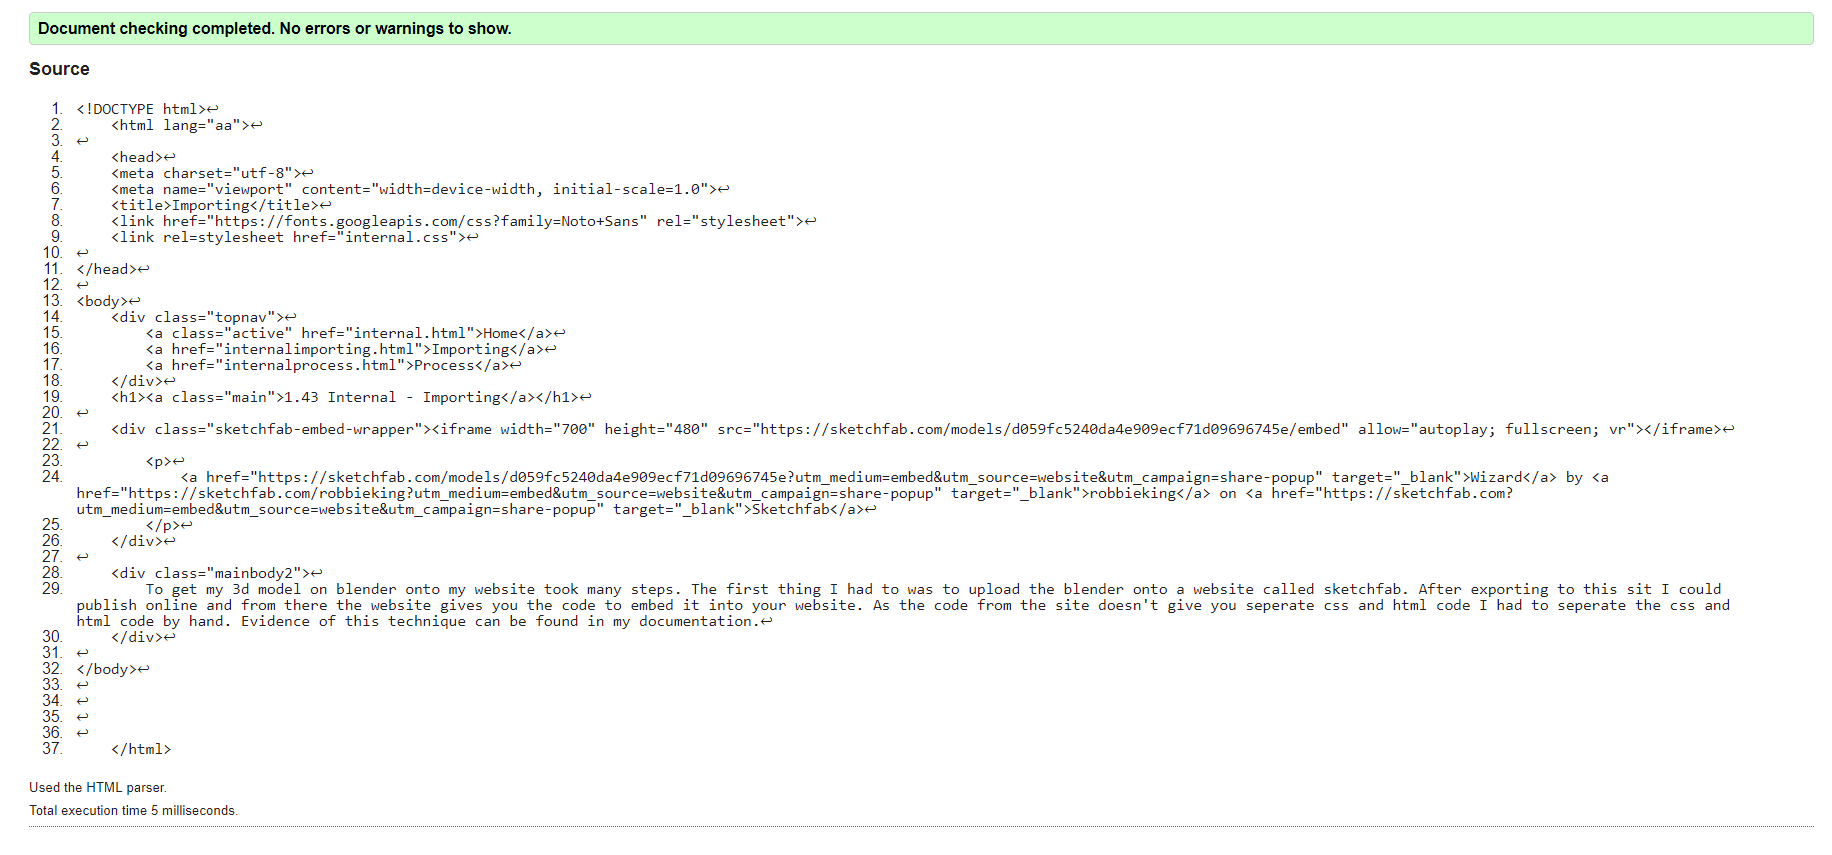 Document checking completed. No errors or warnings to show.
Source
1. <!DOCTYPE html>↩
2.     <html lang="aa">↩
3. ↩
4.     <head>↩
5.     <meta charset="utf-8">↩
6.     <meta name="viewport" content="width=device-width, initial-scale=1.0">↩
7.     <title>Importing</title>↩
8.     <link href="https://fonts.googleapis.com/css?family=Noto+Sans" rel="stylesheet">↩
9.     <link rel=stylesheet href="internal.css">↩
10. ↩
11. </head>↩
12. ↩
13. <body>↩
14.     <div class="topnav">↩
15.         <a class="active" href="internal.html">Home</a>↩
16.         <a href="internalimporting.html">Importing</a>↩
17.         <a href="internalprocess.html">Process</a>↩
18.     </div>↩
19.     <h1><a class="main">1.43 Internal - Importing</a></h1>↩
20. ↩
21.     <div class="sketchfab-embed-wrapper"><iframe width="700" height="480" src="https://sketchfab.com/models/d059fc5240da4e909ecf71d09696745e/embed" allow="autoplay; fullscreen; vr"></iframe>↩
22. ↩
23.         <p>↩
24.             <a href="https://sketchfab.com/models/d059fc5240da4e909ecf71d09696745e?utm_medium=embed&utm_source=website&utm_campaign=share-popup" target="_blank">Wizard</a> by <a
href="https://sketchfab.com/robbieking?utm_medium=embed&utm_source=website&utm_campaign=share-popup" target="_blank">robbieking</a> on <a href="https://sketchfab.com?
utm_medium=embed&utm_source=website&utm_campaign=share-popup" target="_blank">Sketchfab</a>↩
25.         </p>↩
26.     </div>↩
27. ↩
28.     <div class="mainbody2">↩
29.         To get my 3d model on blender onto my website took many steps. The first thing I had to was to upload the blender onto a website called sketchfab. After exporting to this sit I could
publish online and from there the website gives you the code to embed it into your website. As the code from the site doesn't give you seperate css and html code I had to seperate the css and
html code by hand. Evidence of this technique can be found in my documentation.↩
30.     </div>↩
31. ↩
32. </body>↩
33. ↩
34. ↩
35. ↩
36. ↩
37.     </html>
Used the HTML parser.
Total execution time 5 milliseconds.